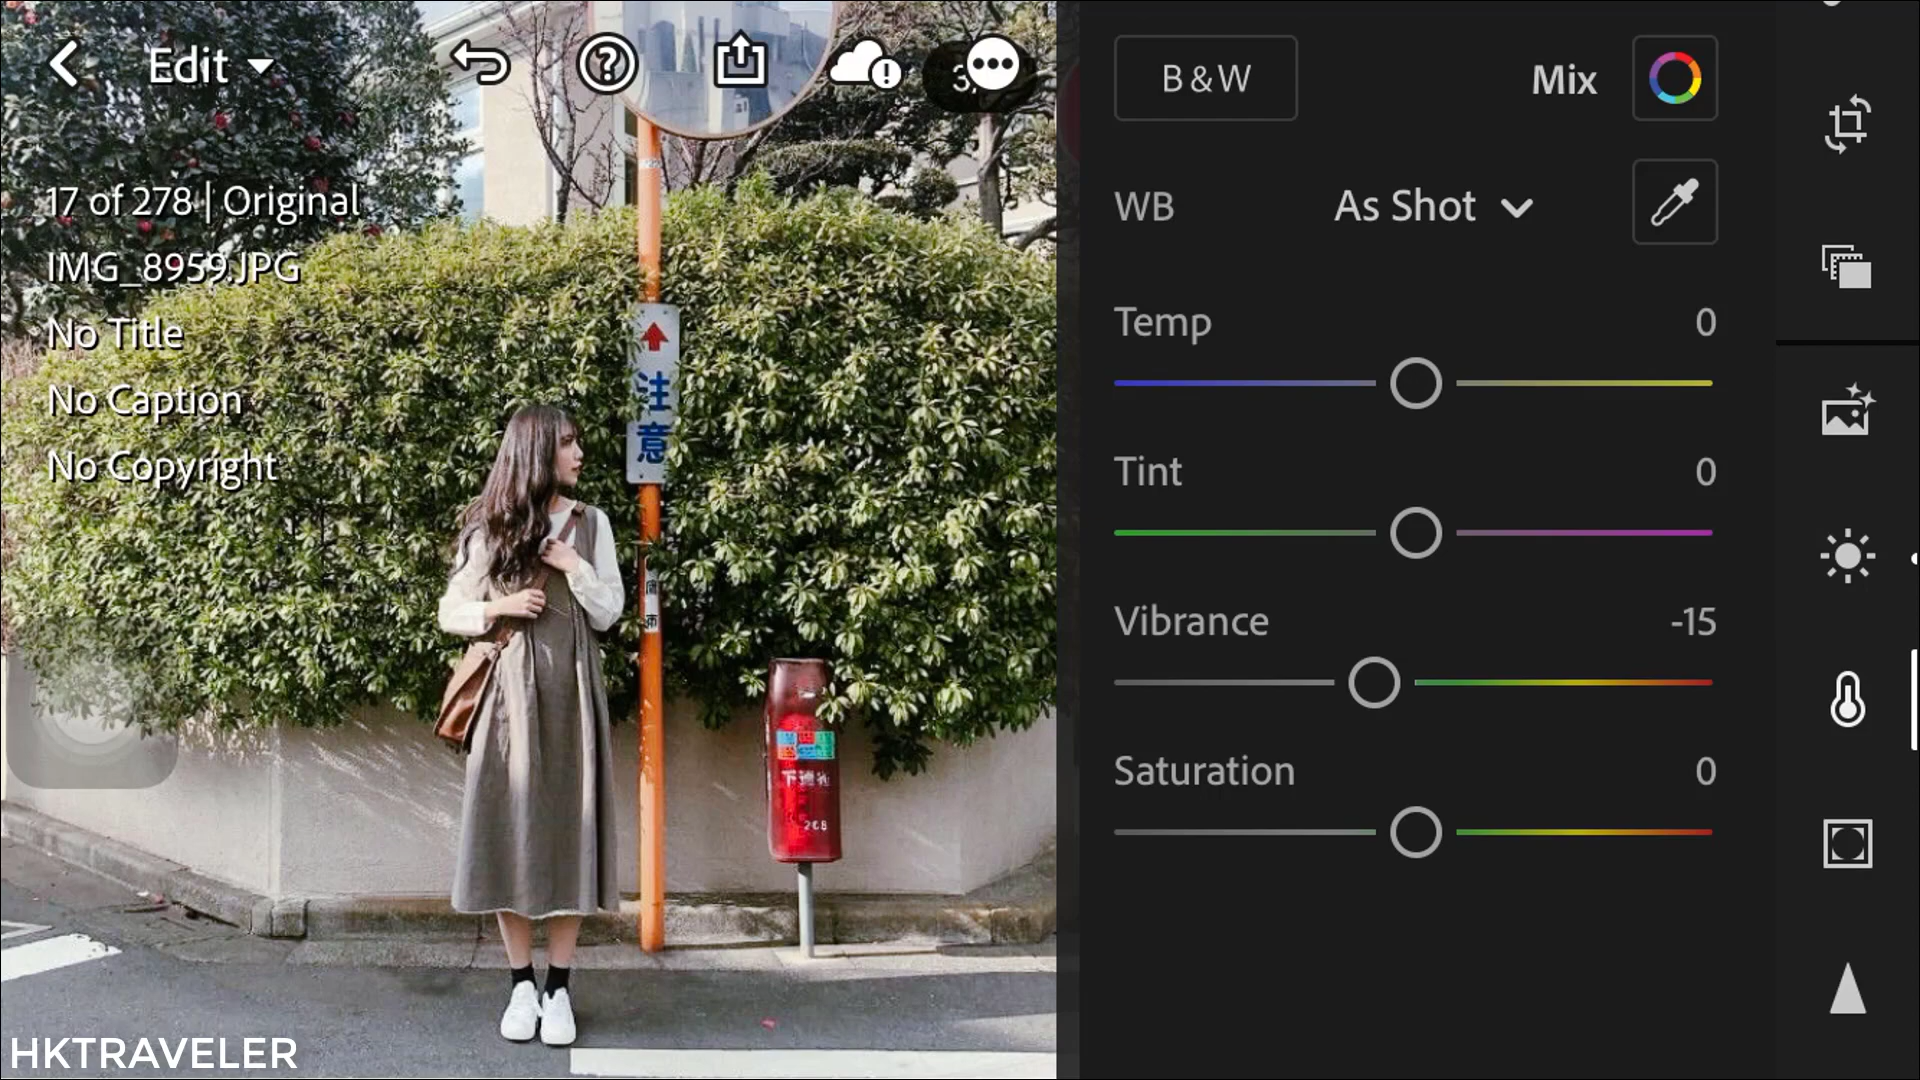 Edit
17 of 278 | Original
IMG_8959.JPG
No Title
No Caption
No Copyright
注意
268
HKTRAVELER
B&W
Mix
WB
As Shot
Temp
0
Tint
0
Vibrance
-15
Saturation
0